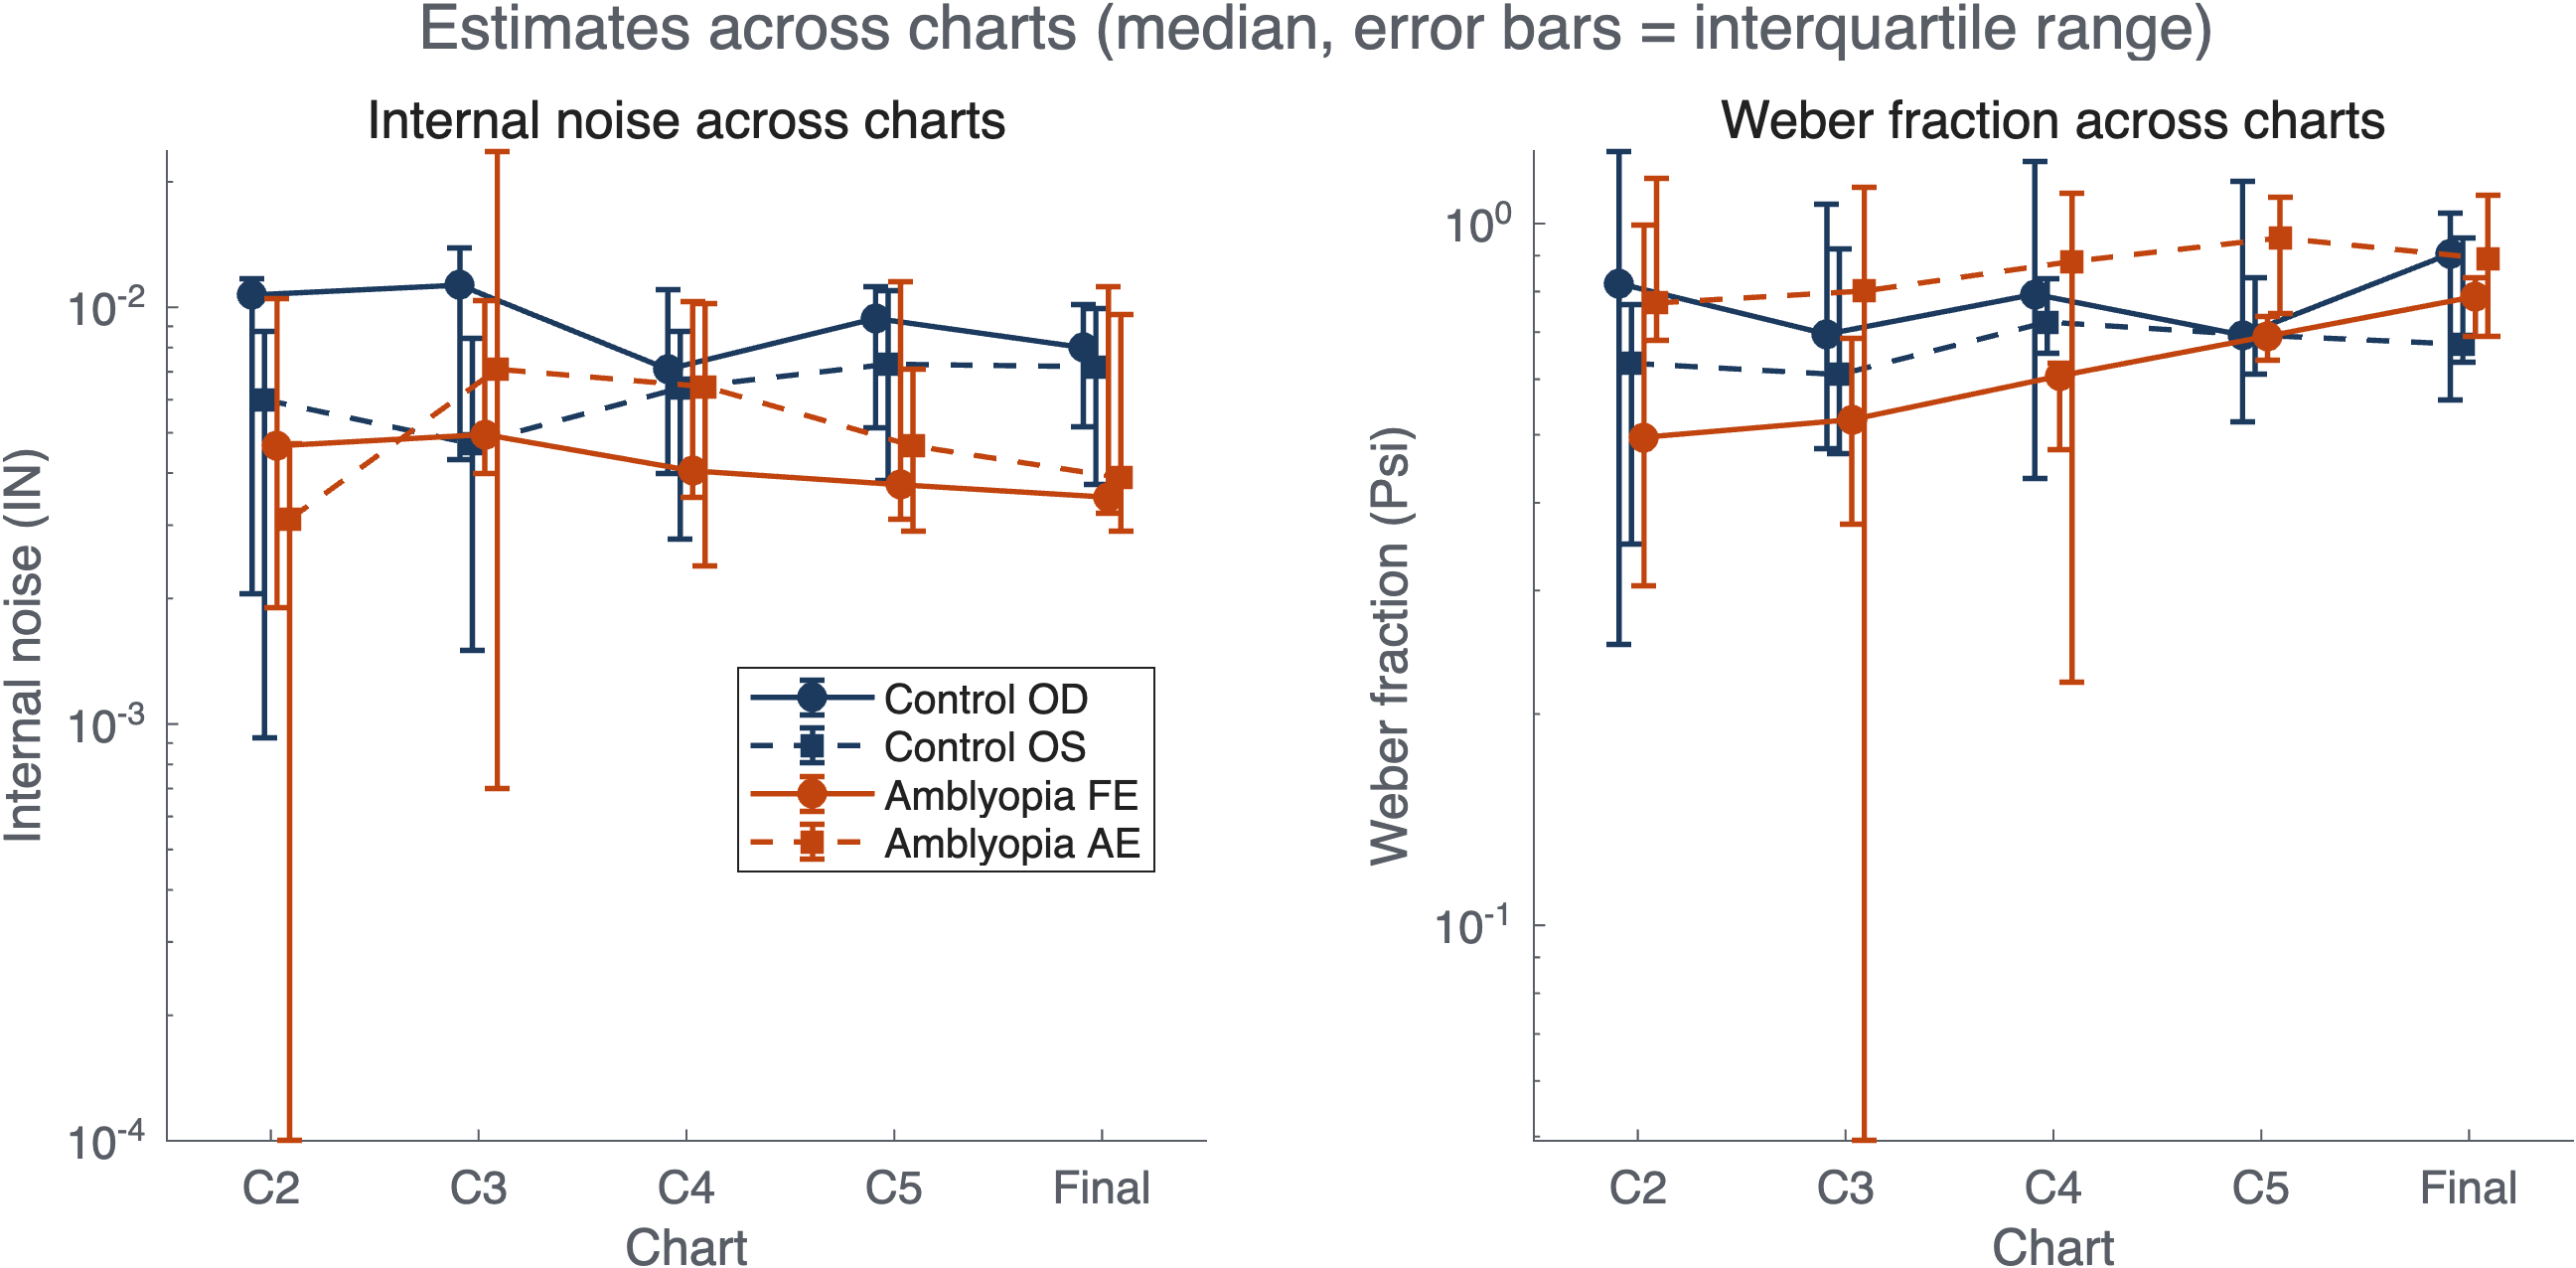 Estimates across charts (median, error bars = interquartile range)
Internal noise across charts
Internal noise (IN)
10⁻²
10⁻³
10⁻⁴
Control OD
Control OS
Amblyopia FE
Amblyopia AE
C2 C3 C4 C5 Final
Chart
Weber fraction across charts
Weber fraction (Psi)
10⁰
10⁻¹
C2 C3 C4 C5 Final
Chart